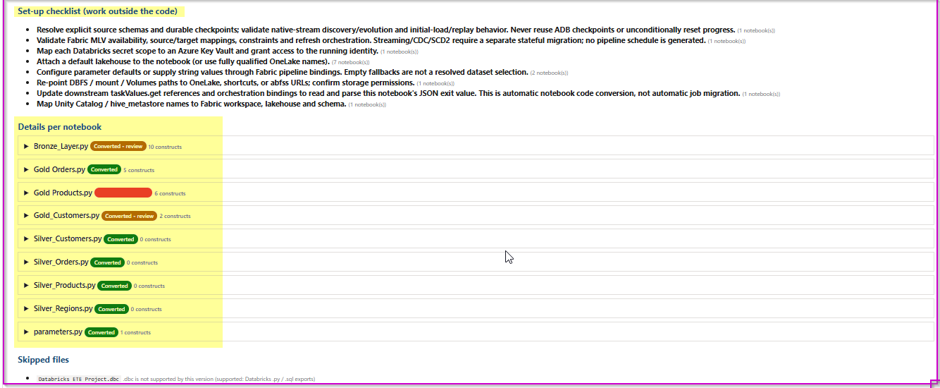 Set-up checklist (work outside the code)
• Resolve explicit source schemas and durable checkpoints; validate native-stream discovery/evolution and initial-load/replay behavior. Never reuse ADB checkpoints or unconditionally reset progress. (1 notebook(s))
• Validate Fabric MLV availability, source/target mappings, constraints and refresh orchestration. Streaming/CDC/SCD2 require a separate stateful migration; no pipeline schedule is generated. (1 notebook(s))
• Map each Databricks secret scope to an Azure Key Vault and grant access to the running identity. (1 notebook(s))
• Attach a default lakehouse to the notebook (or use fully qualified OneLake names). (7 notebook(s))
• Configure parameter defaults or supply string values through Fabric pipeline bindings. Empty fallbacks are not a resolved dataset selection. (2 notebook(s))
• Re-point DBFS / mount / Volumes paths to OneLake, shortcuts, or abfss URLs; confirm storage permissions. (1 notebook(s))
• Update downstream taskValues.get references and orchestration bindings to read and parse this notebook's JSON exit value. This is automatic notebook code conversion, not automatic job migration. (1 notebook(s))
• Map Unity Catalog / hive_metastore names to Fabric workspace, lakehouse and schema. (1 notebook(s))
Details per notebook
▶ Bronze_Layer.py Converted - review 10 constructs
▶ Gold Orders.py Converted 5 constructs
▶ Gold Products.py 6 constructs
▶ Gold_Customers.py Converted - review 2 constructs
▶ Silver_Customers.py Converted 0 constructs
▶ Silver_Orders.py Converted 0 constructs
▶ Silver_Products.py Converted 0 constructs
▶ Silver_Regions.py Converted 0 constructs
▶ parameters.py Converted 1 constructs
Skipped files
• Databricks ETE Project.dbc .dbc is not supported by this version (supported: Databricks .py / .sql exports)